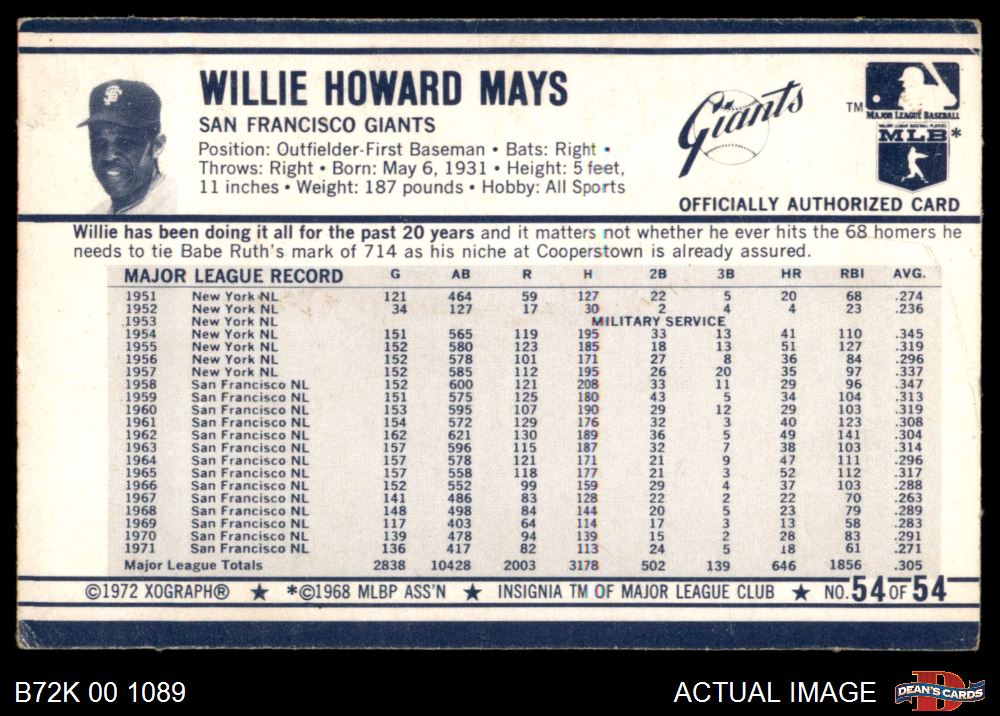 WILLIE HOWARD MAYS
SAN FRANCISCO GIANTS
Position: Outfielder-First Baseman • Bats: Right •
Throws: Right • Born: May 6, 1931 • Height: 5 feet,
11 inches • Weight: 187 pounds • Hobby: All Sports
Giants
TM
MAJOR LEAGUE BASEBALL
MAJOR LEAGUE BASEBALL PLAYERS
MLB*
OFFICIALLY AUTHORIZED CARD
Willie has been doing it all for the past 20 years and it matters not whether he ever hits the 68 homers he
needs to tie Babe Ruth's mark of 714 as his niche at Cooperstown is already assured.
MAJOR LEAGUE RECORD G AB R H 2B 3B HR RBI AVG.
1951 New York NL 121 464 59 127 22 5 20 68 .274
1952 New York NL 34 127 17 30 2 4 4 23 .236
1953 New York NL MILITARY SERVICE
1954 New York NL 151 565 119 195 33 13 41 110 .345
1955 New York NL 152 580 123 185 18 13 51 127 .319
1956 New York NL 152 578 101 171 27 8 36 84 .296
1957 New York NL 152 585 112 195 26 20 35 97 .337
1958 San Francisco NL 152 600 121 208 33 11 29 96 .347
1959 San Francisco NL 151 575 125 180 43 5 34 104 .313
1960 San Francisco NL 153 595 107 190 29 12 29 103 .319
1961 San Francisco NL 154 572 129 176 32 3 40 123 .308
1962 San Francisco NL 162 621 130 189 36 5 49 141 .304
1963 San Francisco NL 157 596 115 187 32 7 38 103 .314
1964 San Francisco NL 157 578 121 171 21 9 47 111 .296
1965 San Francisco NL 157 558 118 177 21 3 52 112 .317
1966 San Francisco NL 152 552 99 159 29 4 37 103 .288
1967 San Francisco NL 141 486 83 128 22 2 22 70 .263
1968 San Francisco NL 148 498 84 144 20 5 23 79 .289
1969 San Francisco NL 117 403 64 114 17 3 13 58 .283
1970 San Francisco NL 139 478 94 139 15 2 28 83 .291
1971 San Francisco NL 136 417 82 113 24 5 18 61 .271
Major League Totals 2838 10428 2003 3178 502 139 646 1856 .305
©1972 XOGRAPH® ★ *©1968 MLBP ASS'N ★ INSIGNIA TM OF MAJOR LEAGUE CLUB ★ NO. 54 OF 54
B72K 00 1089
ACTUAL IMAGE
DEAN'S CARDS